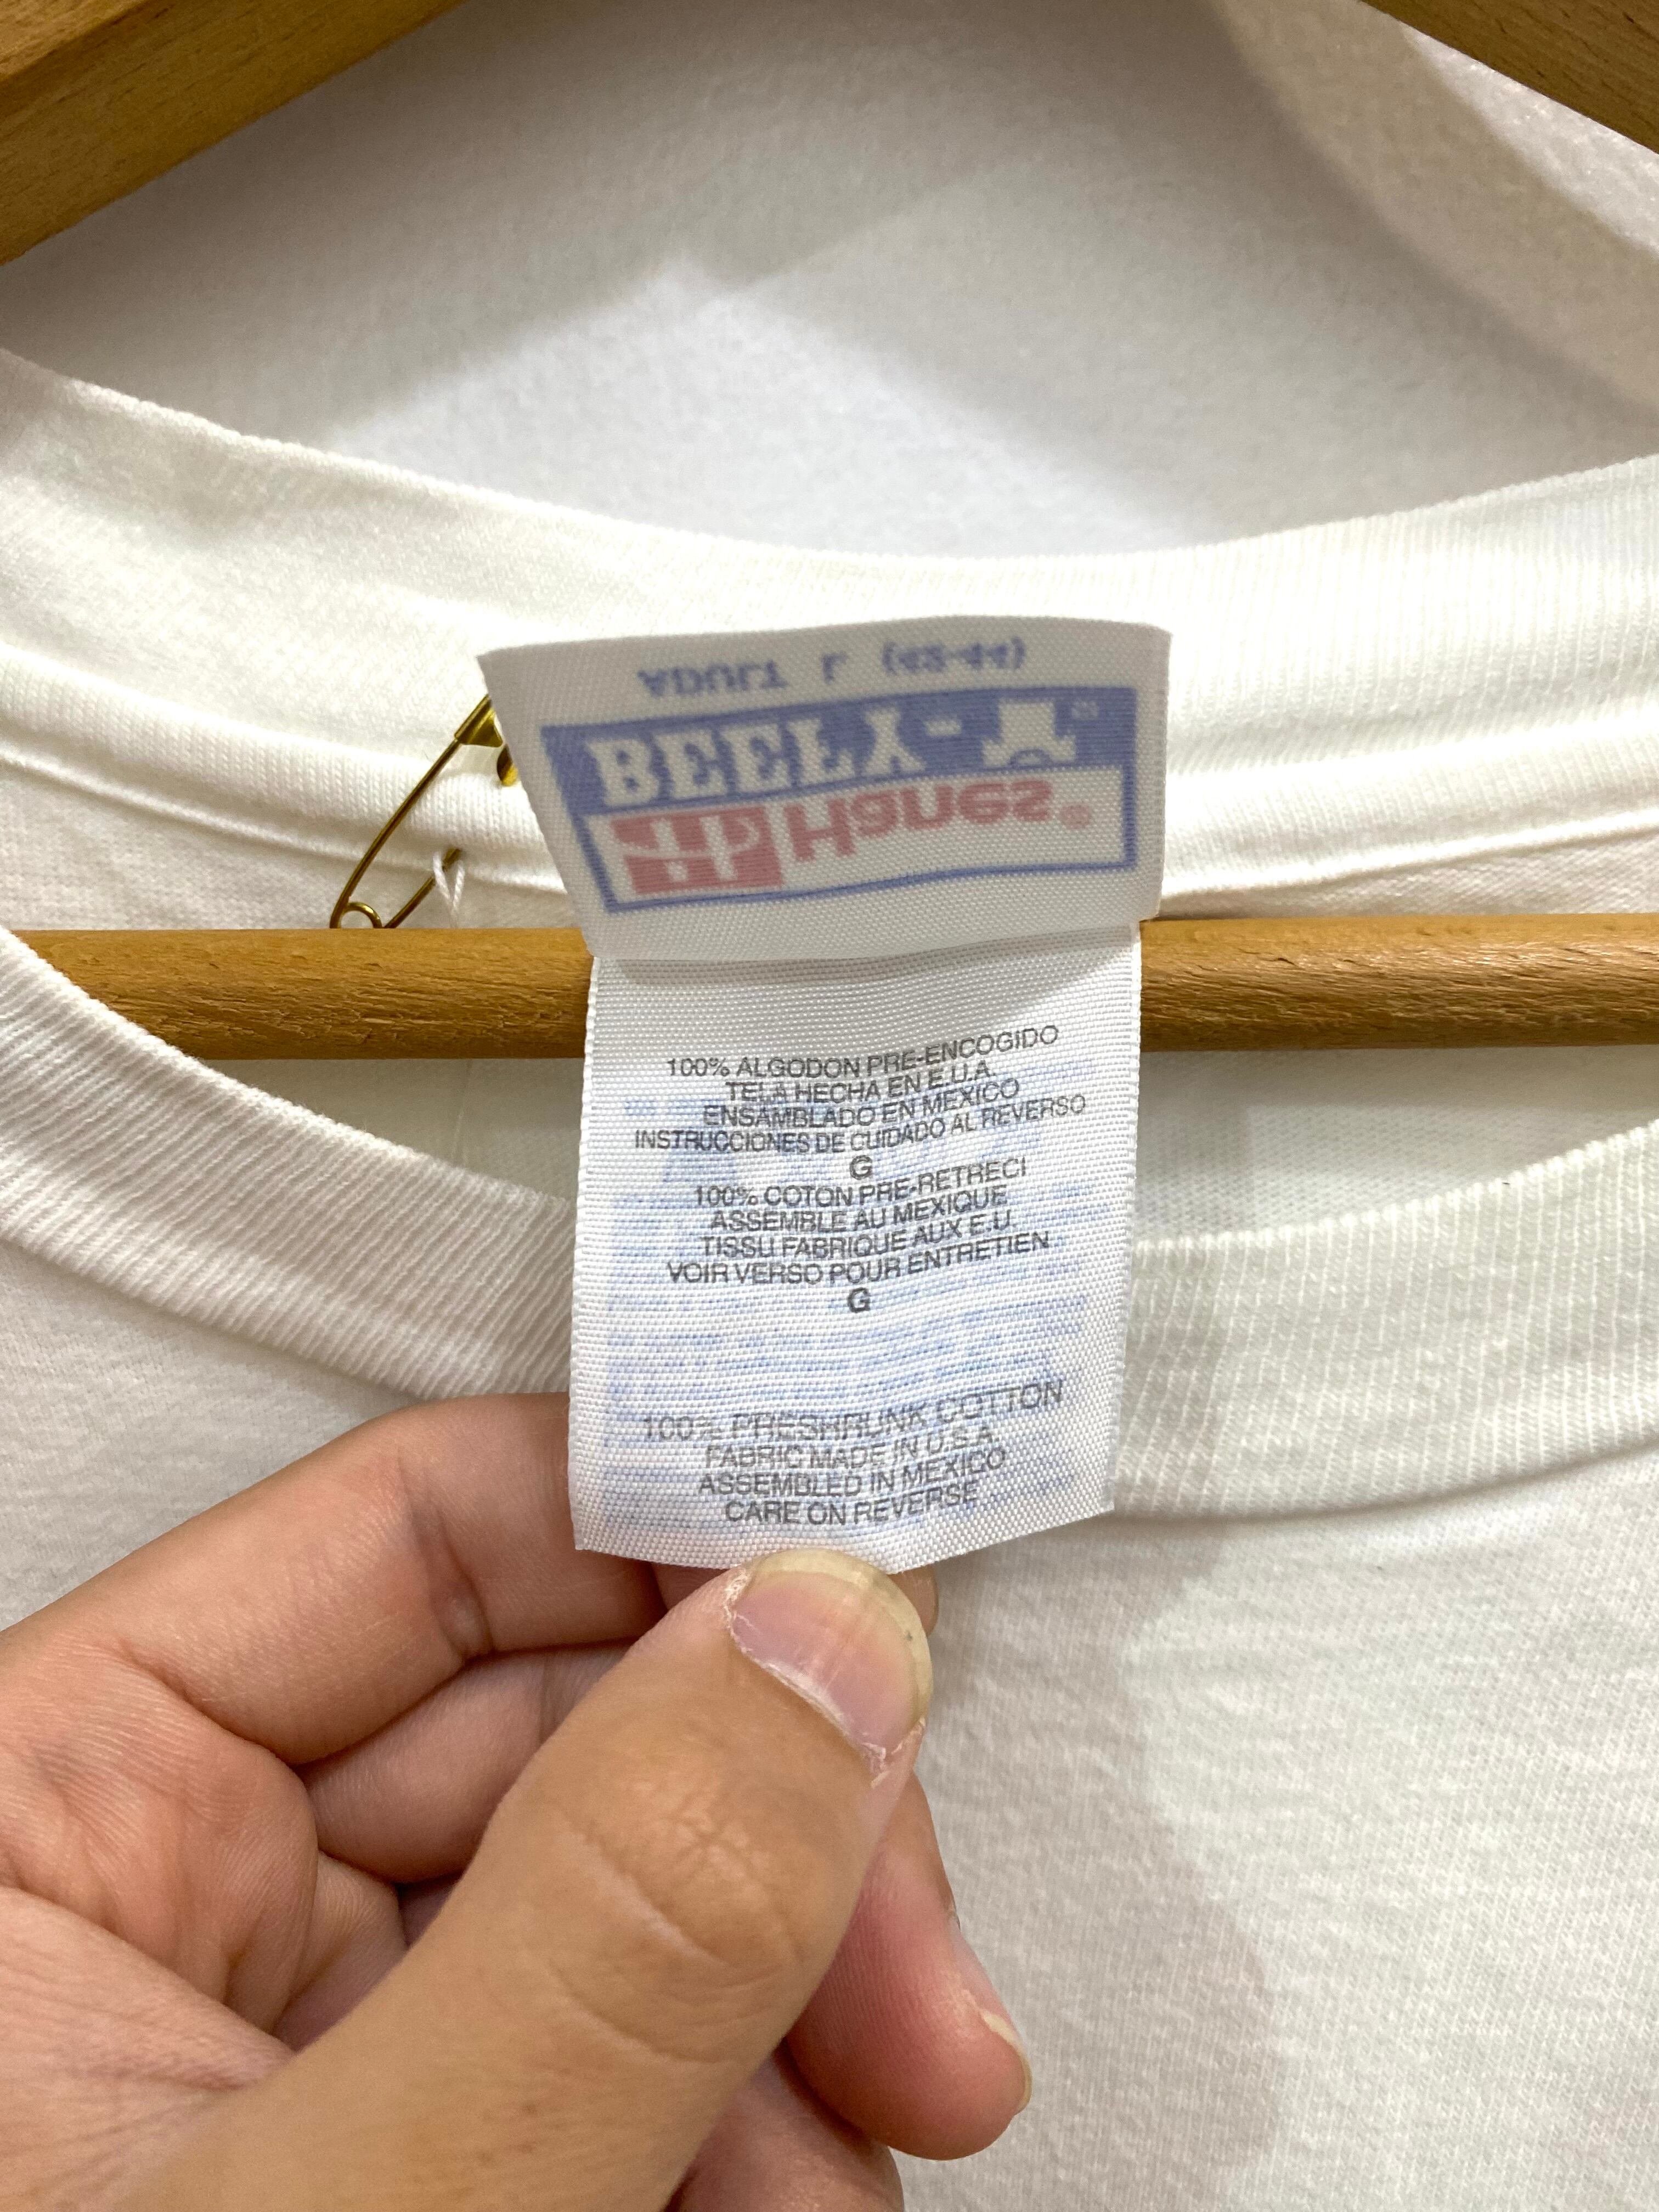 Hanes®
BEEFY-T®
ADULT L (42-44)
100% ALGODON PRE-ENCOGIDO
TELA HECHA EN E.U.A.
ENSAMBLADO EN MEXICO
INSTRUCCIONES DE CUIDADO AL REVERSO
G
100% COTON PRE-RETRECI
ASSEMBLE AU MEXIQUE
TISSU FABRIQUE AUX E.U.
VOIR VERSO POUR ENTRETIEN
G
100% PRESHRUNK COTTON
FABRIC MADE IN U.S.A.
ASSEMBLED IN MEXICO
CARE ON REVERSE